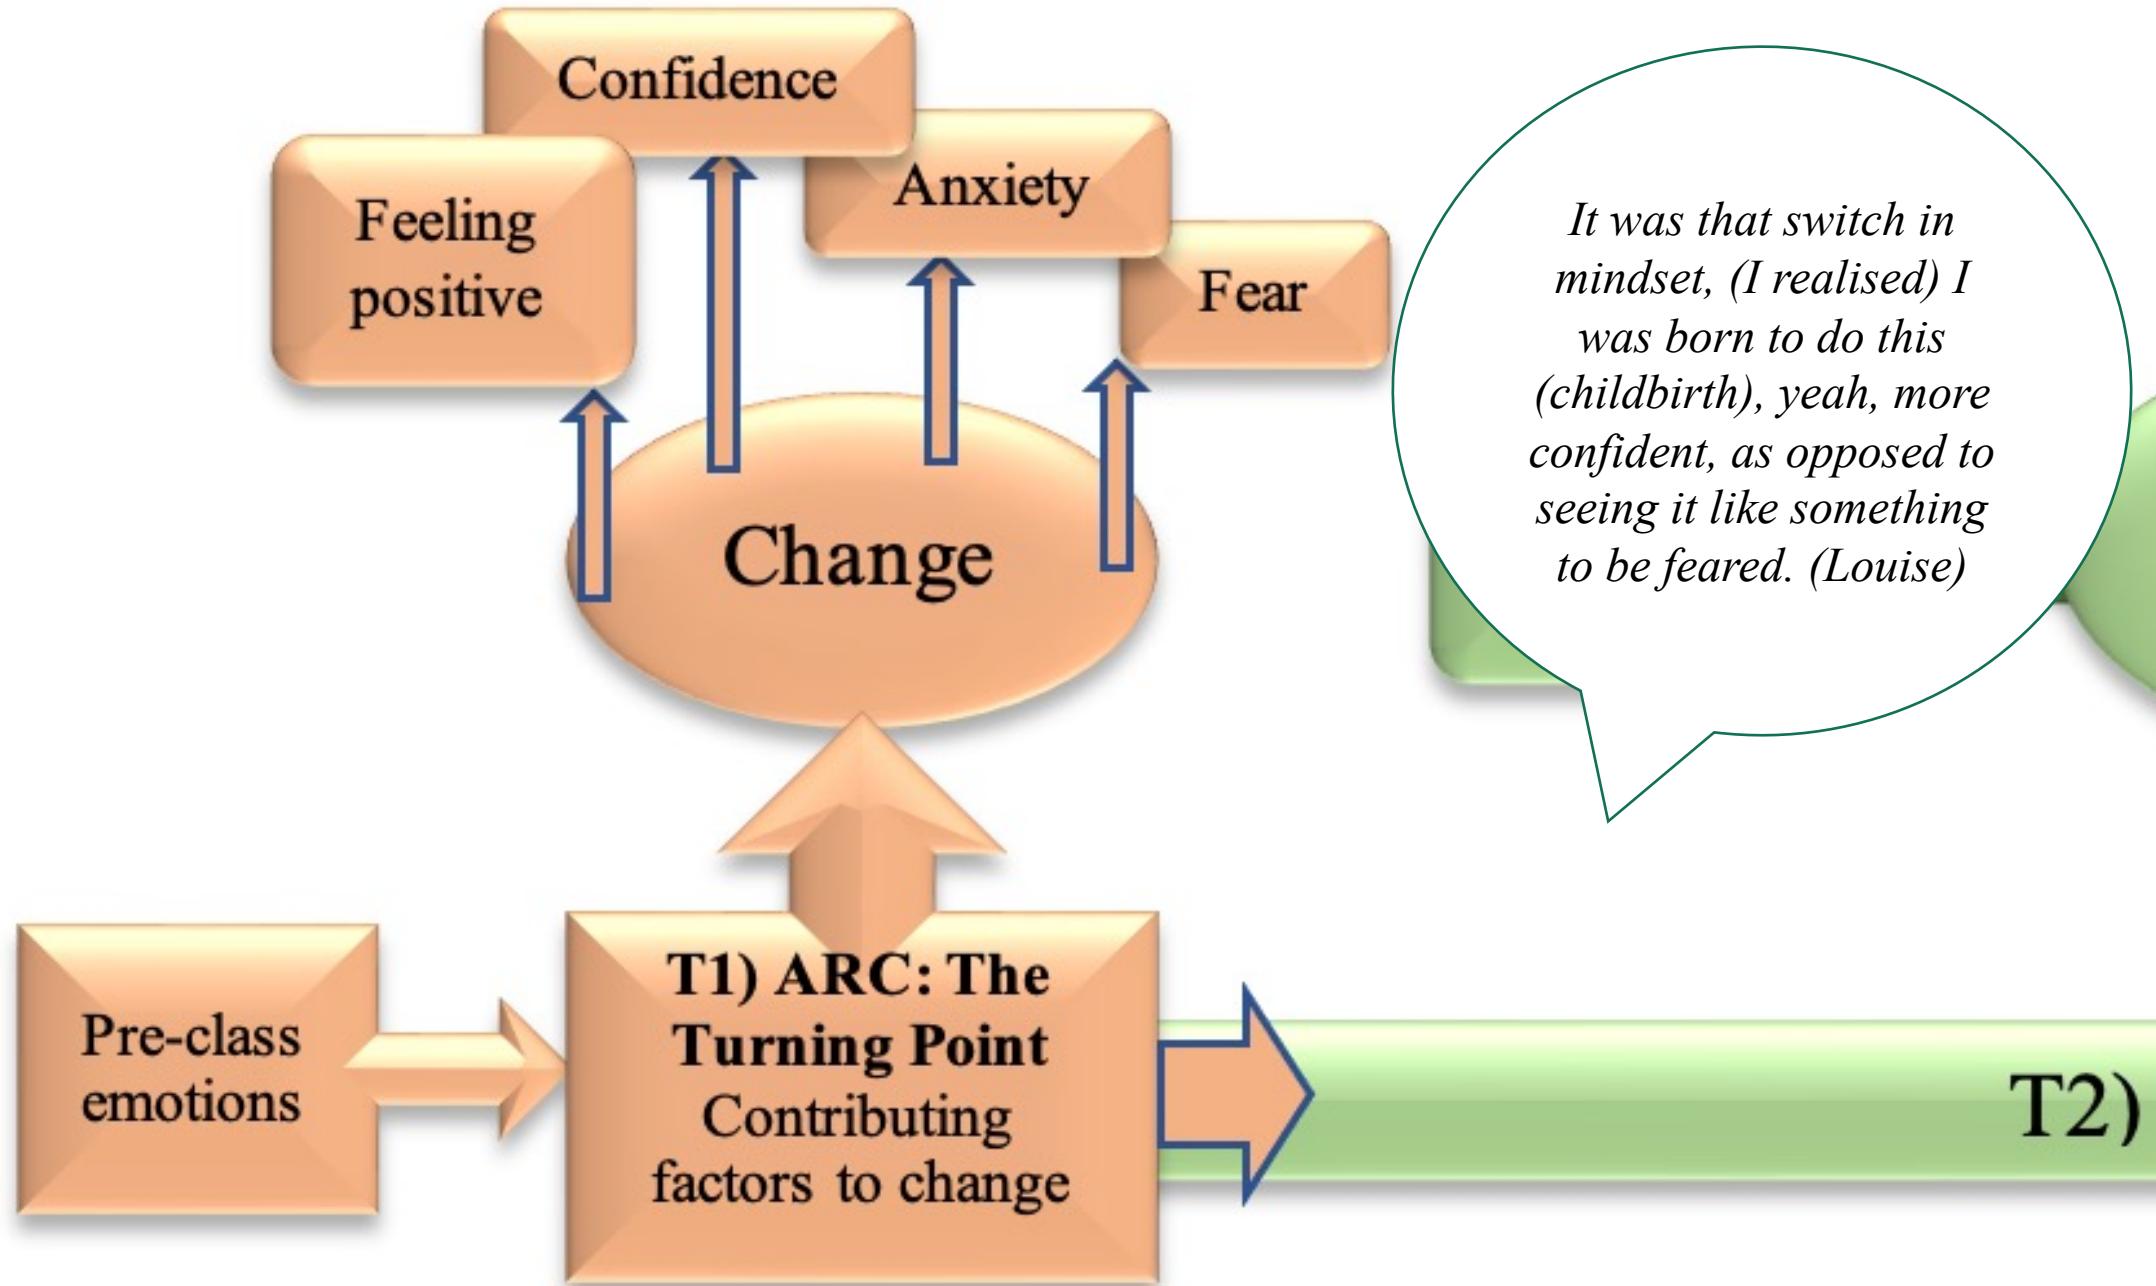 Confidence
Feeling
positive
Anxiety
Fear
Change
It was that switch in
mindset, (I realised) I
was born to do this
(childbirth), yeah, more
confident, as opposed to
seeing it like something
to be feared. (Louise)
Pre-class
emotions
T1) ARC: The
Turning Point
Contributing
factors to change
T2)